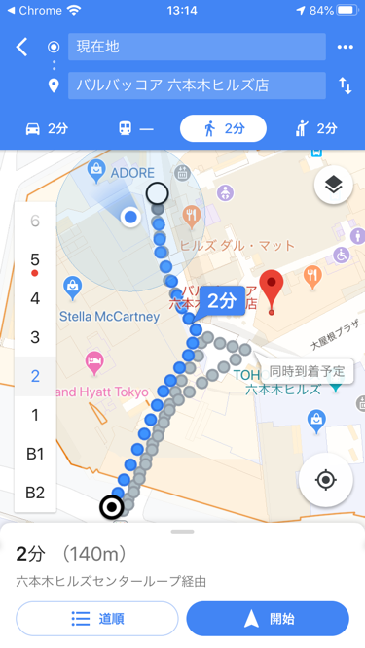 Chrome 13:14 84%
現在地
バルバッコア 六本木ヒルズ店
2分 — 2分 2分
ADORE
ヒルズ ダル・マット
6
5
4
3
2
1
B1
B2
Stella McCartney
2分
バルバッコア
六本木ヒルズ店
大屋根プラザ
同時到着予定
TOH
六本木ヒルズ
and Hyatt Tokyo
2分 (140m)
六本木ヒルズセンターループ経由
道順
開始